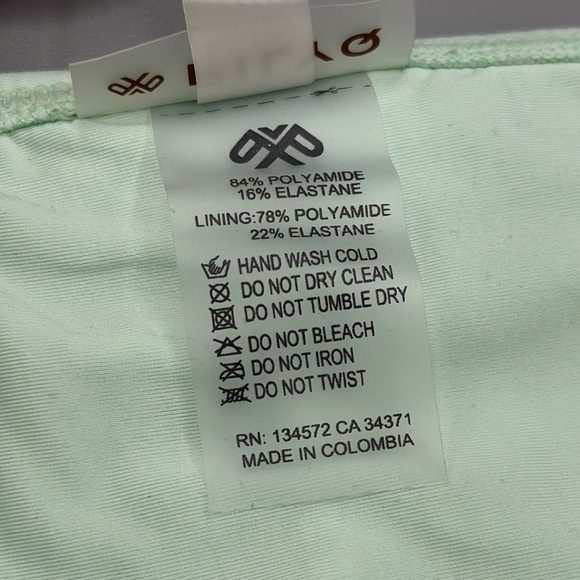 84% POLYAMIDE
16% ELASTANE
LINING:78% POLYAMIDE
22% ELASTANE
HAND WASH COLD
DO NOT DRY CLEAN
DO NOT TUMBLE DRY
DO NOT BLEACH
DO NOT IRON
DO NOT TWIST
RN: 134572 CA 34371
MADE IN COLOMBIA